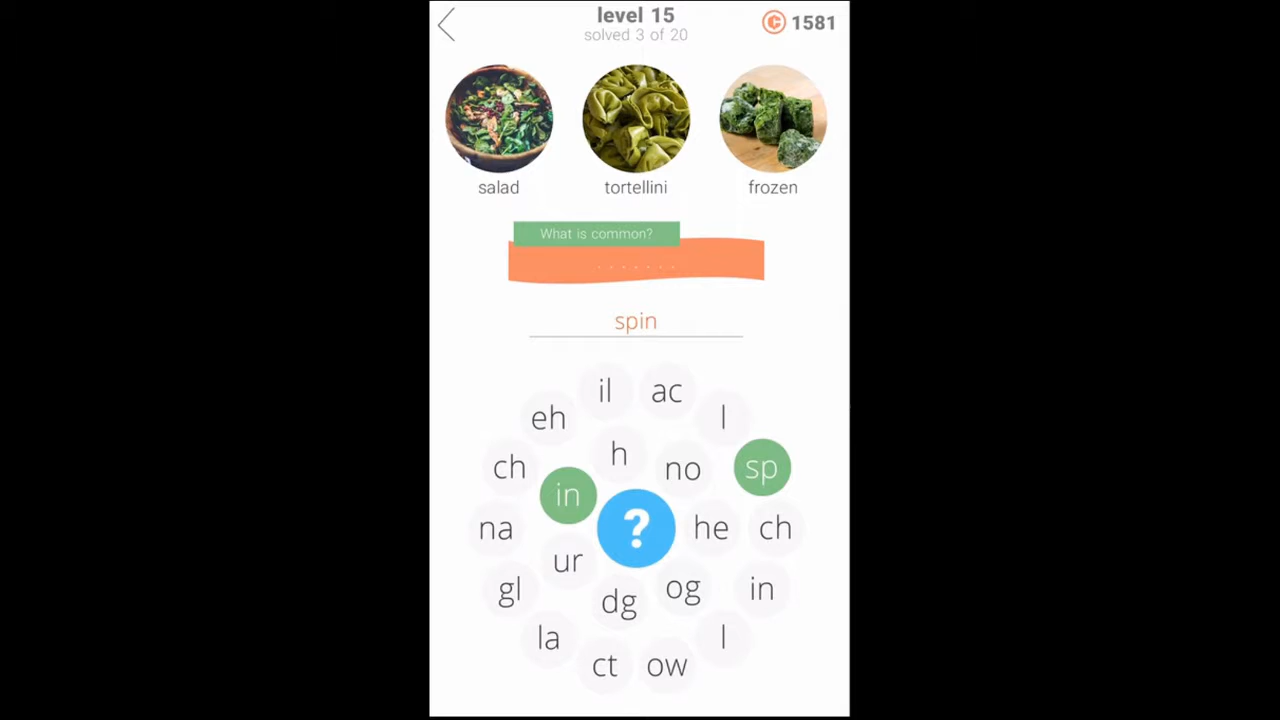 level 15
solved 3 of 20
1581
salad
tortellini
frozen
What is common?
.......
spin
il
ac
eh
l
h
ch
no
sp
in
na
?
he
ch
ur
gl
dg
og
in
la
l
ct
ow